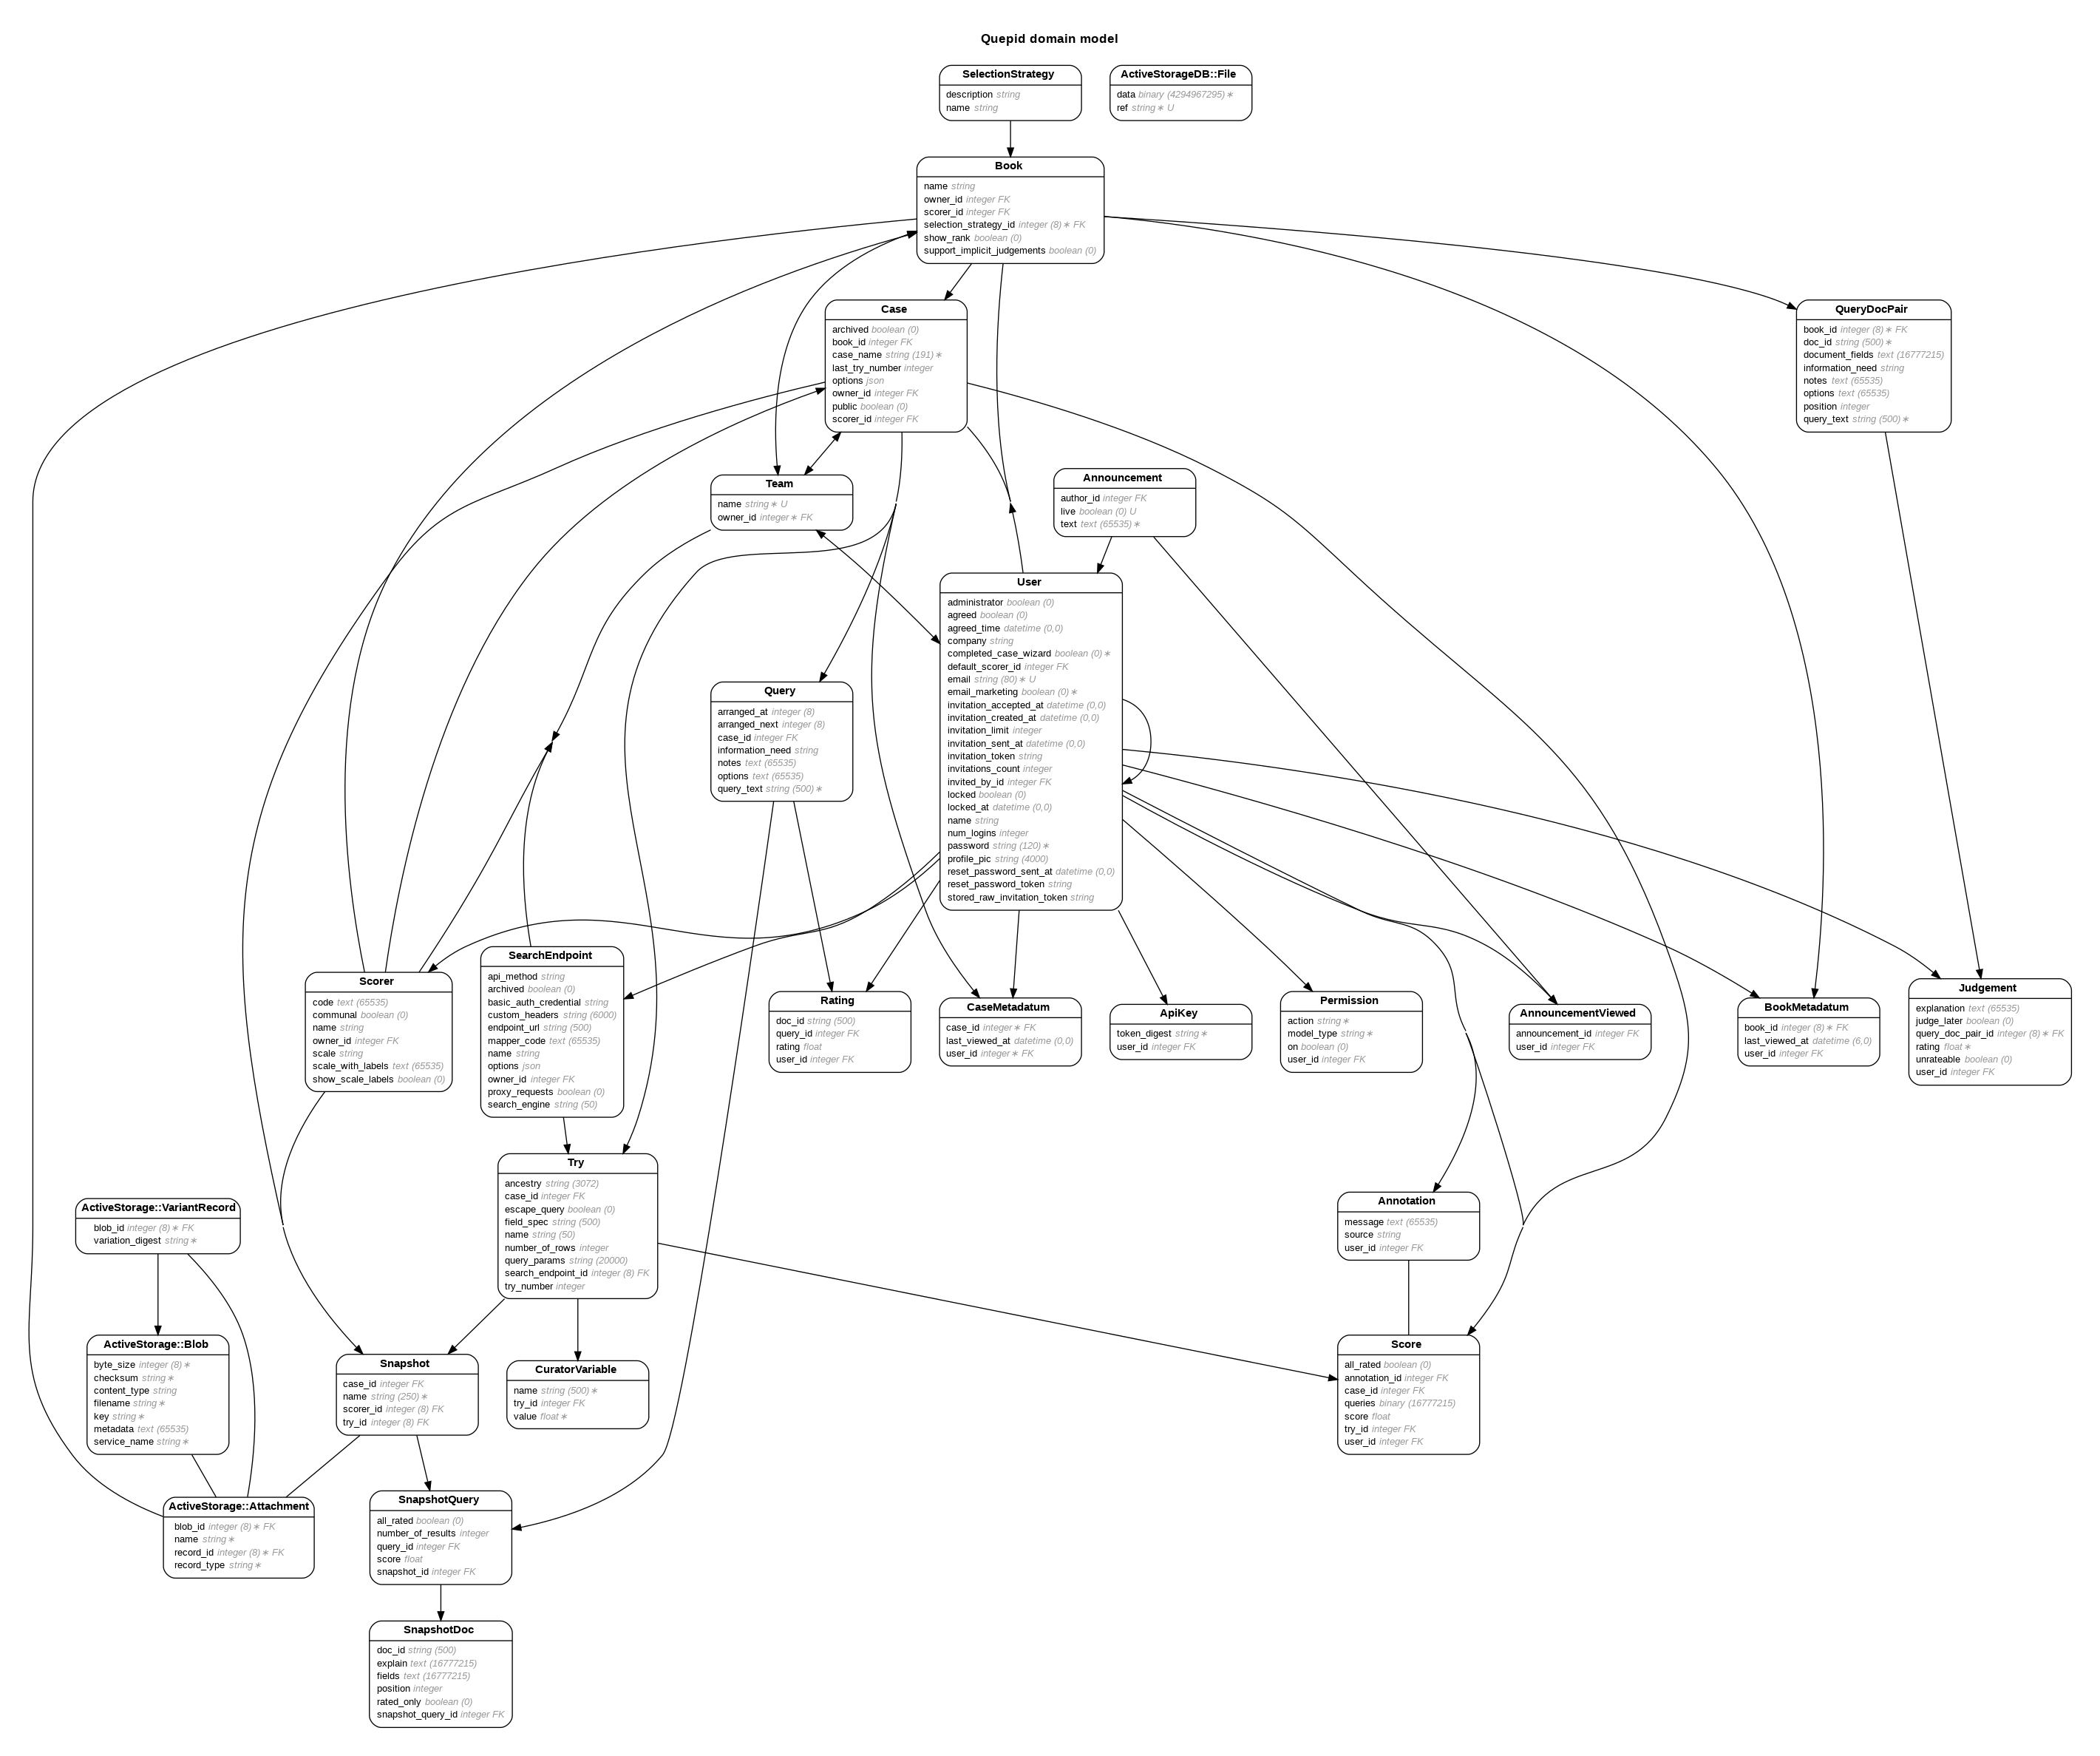 Quepid domain model
SelectionStrategy
description string
name string
ActiveStorageDB::File
data binary (4294967295)∗
ref string∗ U
Book
name string
owner_id integer FK
scorer_id integer FK
selection_strategy_id integer (8)∗ FK
show_rank boolean (0)
support_implicit_judgements boolean (0)
Case
archived boolean (0)
book_id integer FK
case_name string (191)∗
last_try_number integer
options json
owner_id integer FK
public boolean (0)
scorer_id integer FK
QueryDocPair
book_id integer (8)∗ FK
doc_id string (500)∗
document_fields text (16777215)
information_need string
notes text (65535)
options text (65535)
position integer
query_text string (500)∗
Team
name string∗ U
owner_id integer∗ FK
Announcement
author_id integer FK
live boolean (0) U
text text (65535)∗
User
administrator boolean (0)
agreed boolean (0)
agreed_time datetime (0,0)
company string
completed_case_wizard boolean (0)∗
default_scorer_id integer FK
email string (80)∗ U
email_marketing boolean (0)∗
invitation_accepted_at datetime (0,0)
invitation_created_at datetime (0,0)
invitation_limit integer
invitation_sent_at datetime (0,0)
invitation_token string
invitations_count integer
invited_by_id integer FK
locked boolean (0)
locked_at datetime (0,0)
name string
num_logins integer
password string (120)∗
profile_pic string (4000)
reset_password_sent_at datetime (0,0)
reset_password_token string
stored_raw_invitation_token string
Query
arranged_at integer (8)
arranged_next integer (8)
case_id integer FK
information_need string
notes text (65535)
options text (65535)
query_text string (500)∗
Scorer
code text (65535)
communal boolean (0)
name string
owner_id integer FK
scale string
scale_with_labels text (65535)
show_scale_labels boolean (0)
SearchEndpoint
api_method string
archived boolean (0)
basic_auth_credential string
custom_headers string (6000)
endpoint_url string (500)
mapper_code text (65535)
name string
options json
owner_id integer FK
proxy_requests boolean (0)
search_engine string (50)
Rating
doc_id string (500)
query_id integer FK
rating float
user_id integer FK
CaseMetadatum
case_id integer∗ FK
last_viewed_at datetime (0,0)
user_id integer∗ FK
ApiKey
token_digest string∗
user_id integer FK
Permission
action string∗
model_type string∗
on boolean (0)
user_id integer FK
AnnouncementViewed
announcement_id integer FK
user_id integer FK
BookMetadatum
book_id integer (8)∗ FK
last_viewed_at datetime (6,0)
user_id integer FK
Judgement
explanation text (65535)
judge_later boolean (0)
query_doc_pair_id integer (8)∗ FK
rating float∗
unrateable boolean (0)
user_id integer FK
Try
ancestry string (3072)
case_id integer FK
escape_query boolean (0)
field_spec string (500)
name string (50)
number_of_rows integer
query_params string (20000)
search_endpoint_id integer (8) FK
try_number integer
ActiveStorage::VariantRecord
blob_id integer (8)∗ FK
variation_digest string∗
Annotation
message text (65535)
source string
user_id integer FK
ActiveStorage::Blob
byte_size integer (8)∗
checksum string∗
content_type string
filename string∗
key string∗
metadata text (65535)
service_name string∗
Snapshot
case_id integer FK
name string (250)∗
scorer_id integer (8) FK
try_id integer (8) FK
CuratorVariable
name string (500)∗
try_id integer FK
value float∗
Score
all_rated boolean (0)
annotation_id integer FK
case_id integer FK
queries binary (16777215)
score float
try_id integer FK
user_id integer FK
ActiveStorage::Attachment
blob_id integer (8)∗ FK
name string∗
record_id integer (8)∗ FK
record_type string∗
SnapshotQuery
all_rated boolean (0)
number_of_results integer
query_id integer FK
score float
snapshot_id integer FK
SnapshotDoc
doc_id string (500)
explain text (16777215)
fields text (16777215)
position integer
rated_only boolean (0)
snapshot_query_id integer FK